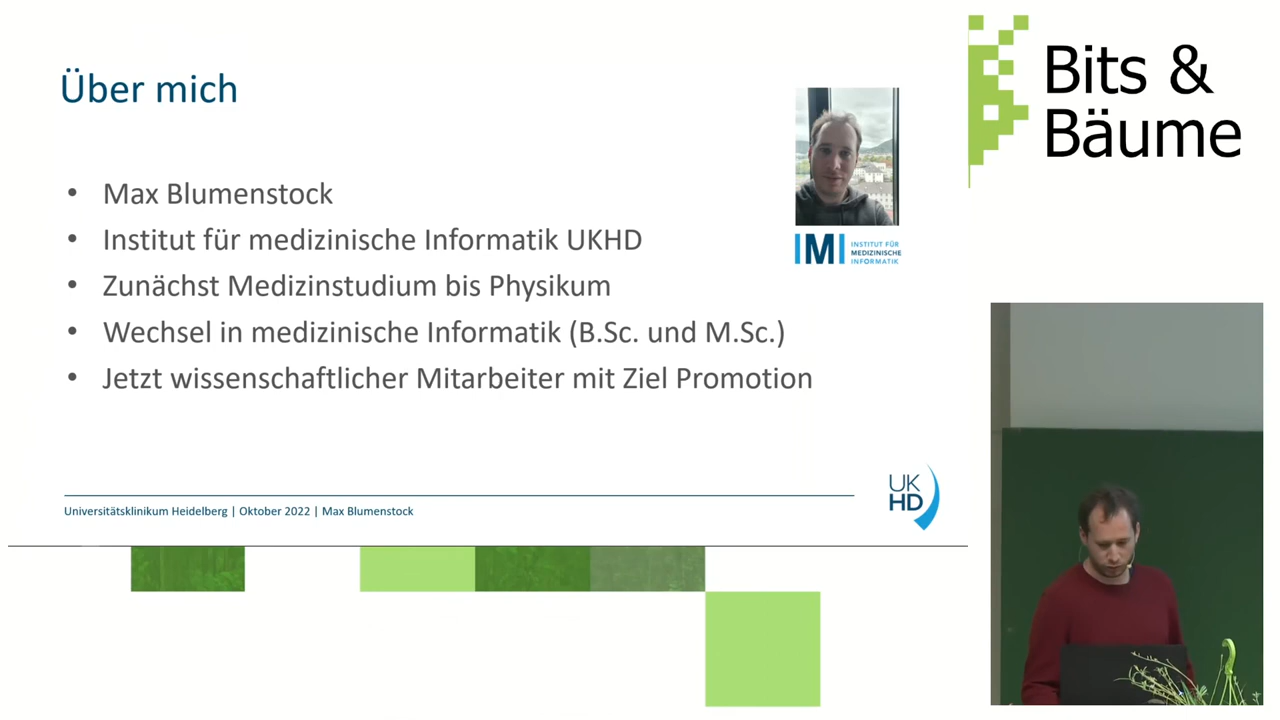 Über mich
• Max Blumenstock
• Institut für medizinische Informatik UKHD
• Zunächst Medizinstudium bis Physikum
• Wechsel in medizinische Informatik (B.Sc. und M.Sc.)
• Jetzt wissenschaftlicher Mitarbeiter mit Ziel Promotion
IMI INSTITUT FÜR
MEDIZINISCHE
INFORMATIK
Universitätsklinikum Heidelberg | Oktober 2022 | Max Blumenstock
UK
HD
Bits &
Bäume